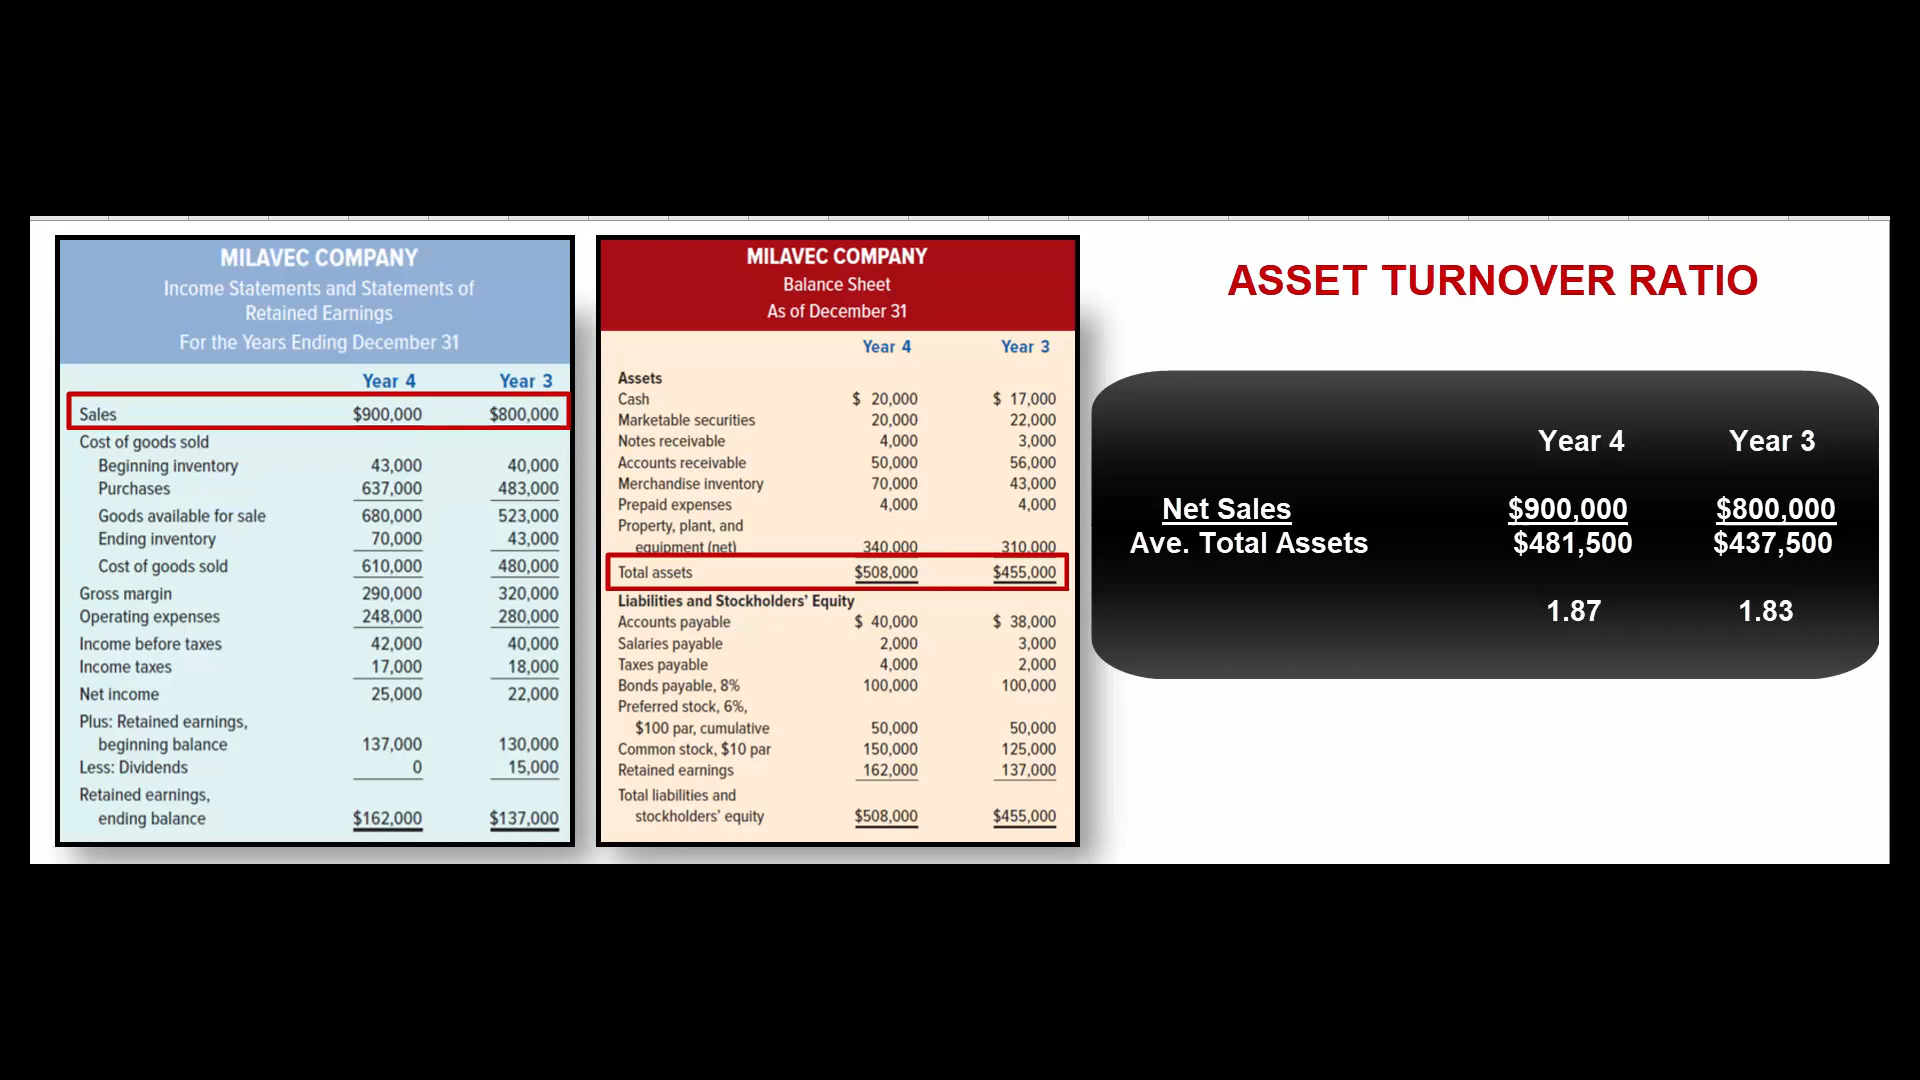 MILAVEC COMPANY
Income Statements and Statements of
Retained Earnings
For the Years Ending December 31
Year 4 Year 3
Sales $900,000 $800,000
Cost of goods sold
Beginning inventory 43,000 40,000
Purchases 637,000 483,000
Goods available for sale 680,000 523,000
Ending inventory 70,000 43,000
Cost of goods sold 610,000 480,000
Gross margin 290,000 320,000
Operating expenses 248,000 280,000
Income before taxes 42,000 40,000
Income taxes 17,000 18,000
Net income 25,000 22,000
Plus: Retained earnings,
beginning balance 137,000 130,000
Less: Dividends 0 15,000
Retained earnings,
ending balance $162,000 $137,000
MILAVEC COMPANY
Balance Sheet
As of December 31
Year 4 Year 3
Assets
Cash $ 20,000 $ 17,000
Marketable securities 20,000 22,000
Notes receivable 4,000 3,000
Accounts receivable 50,000 56,000
Merchandise inventory 70,000 43,000
Prepaid expenses 4,000 4,000
Property, plant, and
equipment (net) 340,000 310,000
Total assets $508,000 $455,000
Liabilities and Stockholders' Equity
Accounts payable $ 40,000 $ 38,000
Salaries payable 2,000 3,000
Taxes payable 4,000 2,000
Bonds payable, 8% 100,000 100,000
Preferred stock, 6%,
$100 par, cumulative 50,000 50,000
Common stock, $10 par 150,000 125,000
Retained earnings 162,000 137,000
Total liabilities and
stockholders' equity $508,000 $455,000
ASSET TURNOVER RATIO
Year 4 Year 3
Net Sales $900,000 $800,000
Ave. Total Assets $481,500 $437,500
1.87 1.83